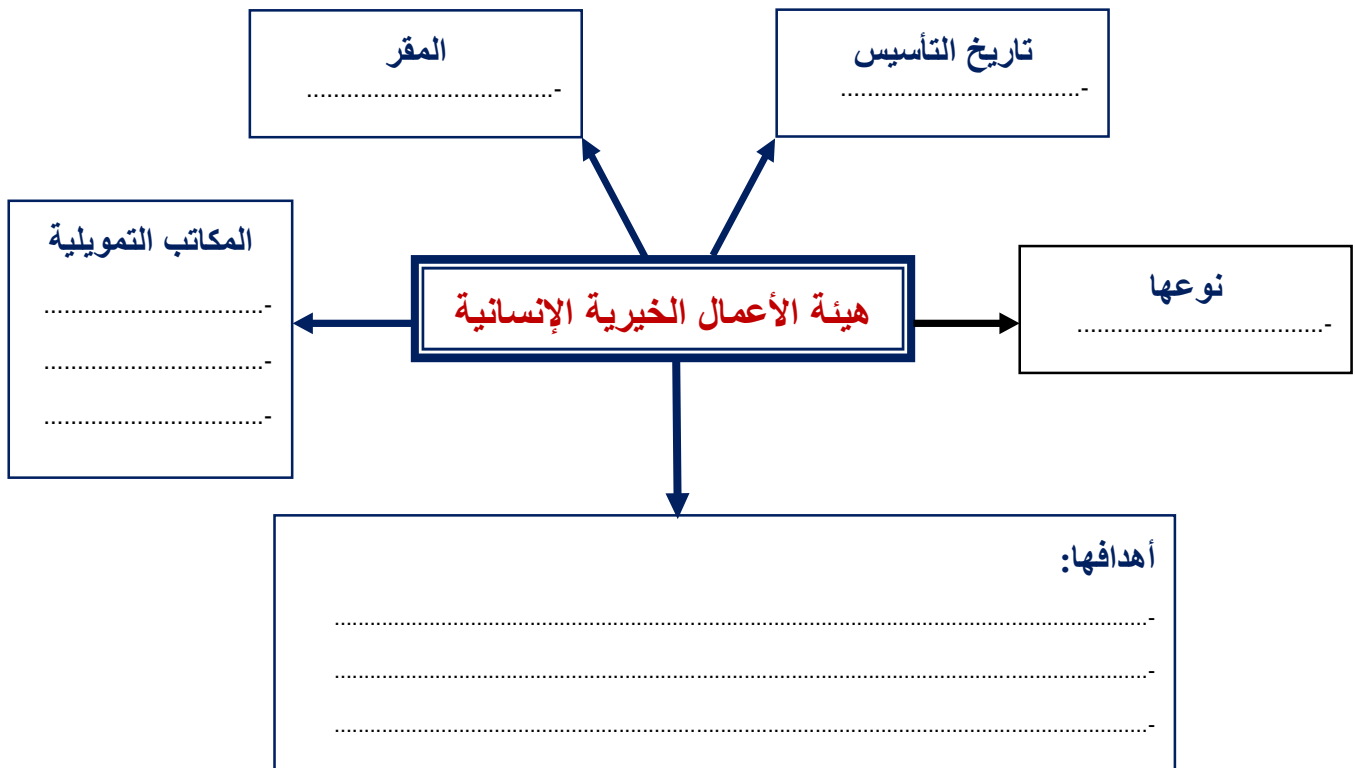 تاريخ التأسيس
-....................................
المقر
-.....................................
المكاتب التمويلية
-.................................
-.................................
-.................................
هيئة الأعمال الخيرية الإنسانية
نوعها
-.....................................
أهدافها:
-...........................................................................................................................................
-...........................................................................................................................................
-...........................................................................................................................................